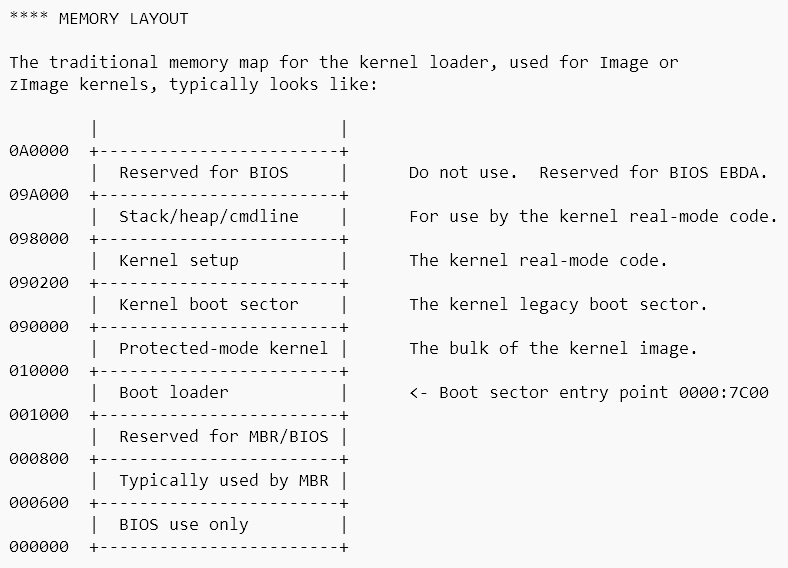 **** MEMORY LAYOUT

The traditional memory map for the kernel loader, used for Image or
zImage kernels, typically looks like:

        |                        |
0A0000  +------------------------+
        |  Reserved for BIOS     |      Do not use.  Reserved for BIOS EBDA.
09A000  +------------------------+
        |  Stack/heap/cmdline    |      For use by the kernel real-mode code.
098000  +------------------------+
        |  Kernel setup          |      The kernel real-mode code.
090200  +------------------------+
        |  Kernel boot sector    |      The kernel legacy boot sector.
090000  +------------------------+
        |  Protected-mode kernel |      The bulk of the kernel image.
010000  +------------------------+
        |  Boot loader           |      <- Boot sector entry point 0000:7C00
001000  +------------------------+
        |  Reserved for MBR/BIOS |
000800  +------------------------+
        |  Typically used by MBR |
000600  +------------------------+
        |  BIOS use only         |
000000  +------------------------+